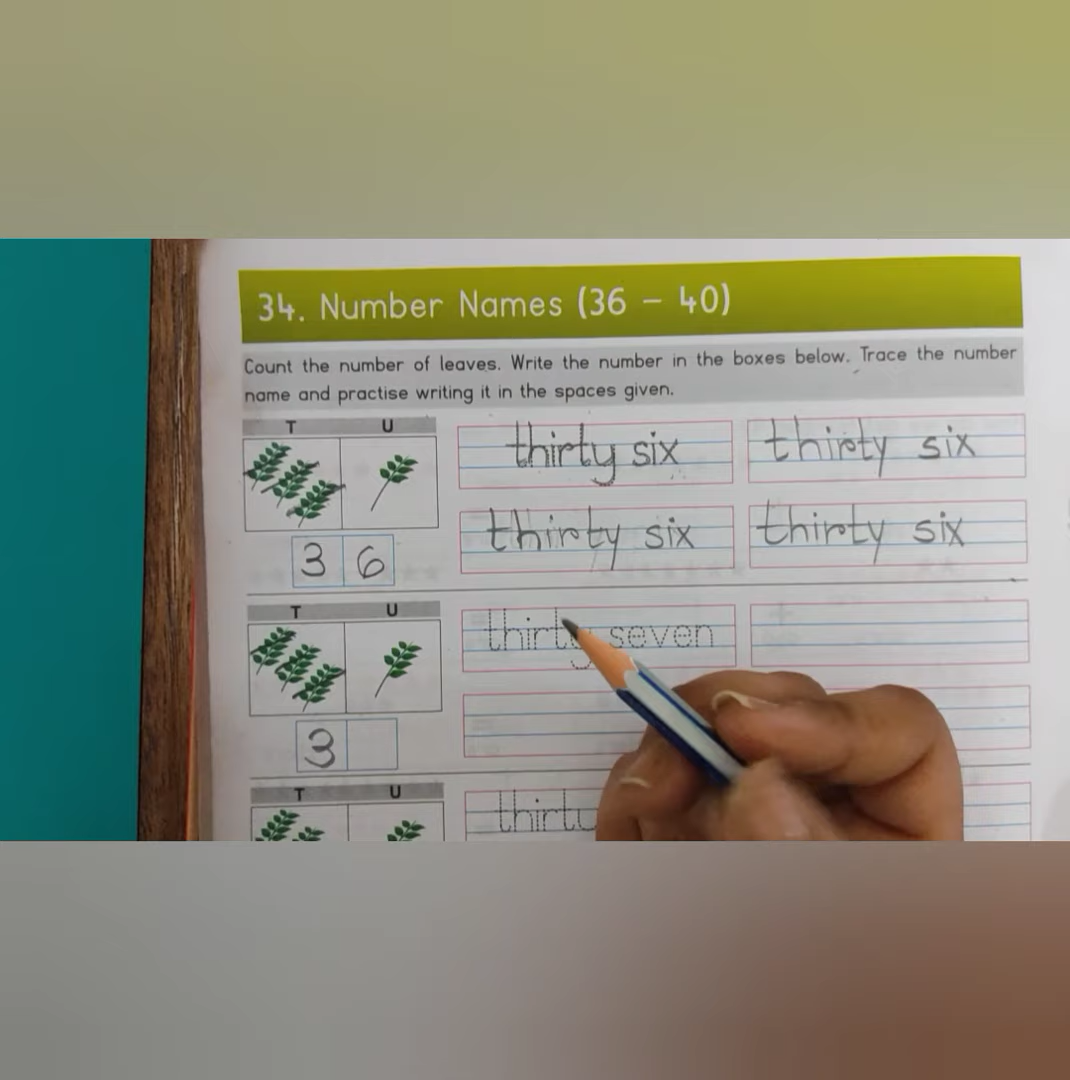 34. Number Names (36 – 40)
Count the number of leaves. Write the number in the boxes below. Trace the number
name and practise writing it in the spaces given.
T U
thirty six thirty six
thirty six thirty six
3 6
T U
thirty seven
3
T U
thirty